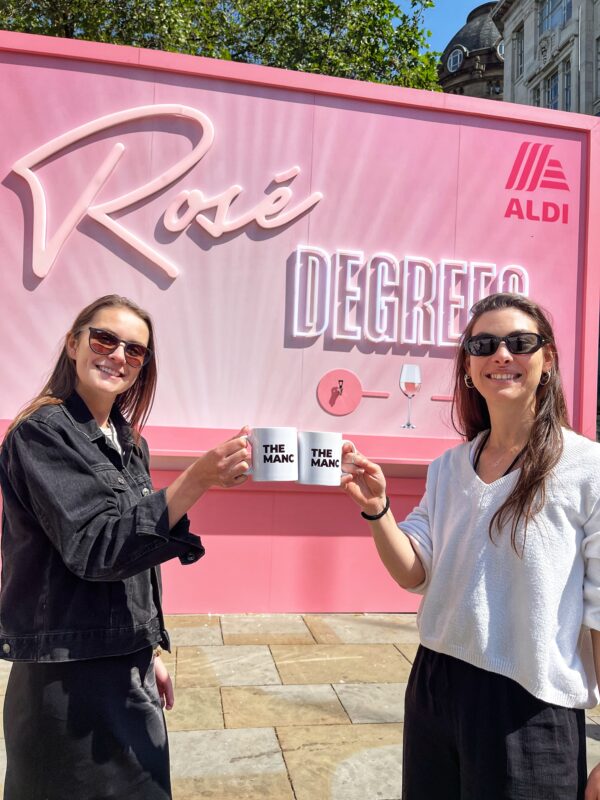 Rosé
DEGREES
ALDI
THE
MANC
THE
MANC